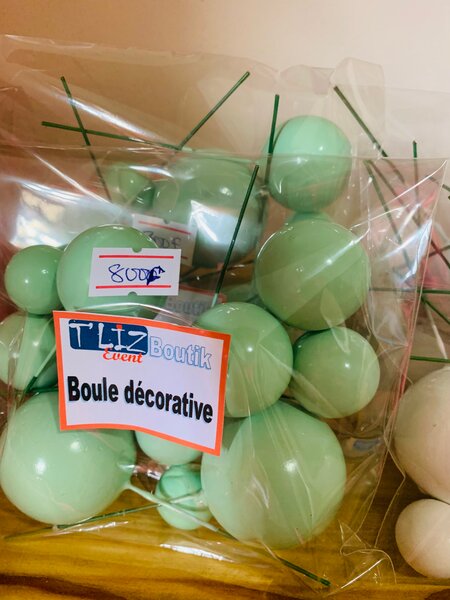 800F
T'LIZ
Event
Boutik
Boule décorative